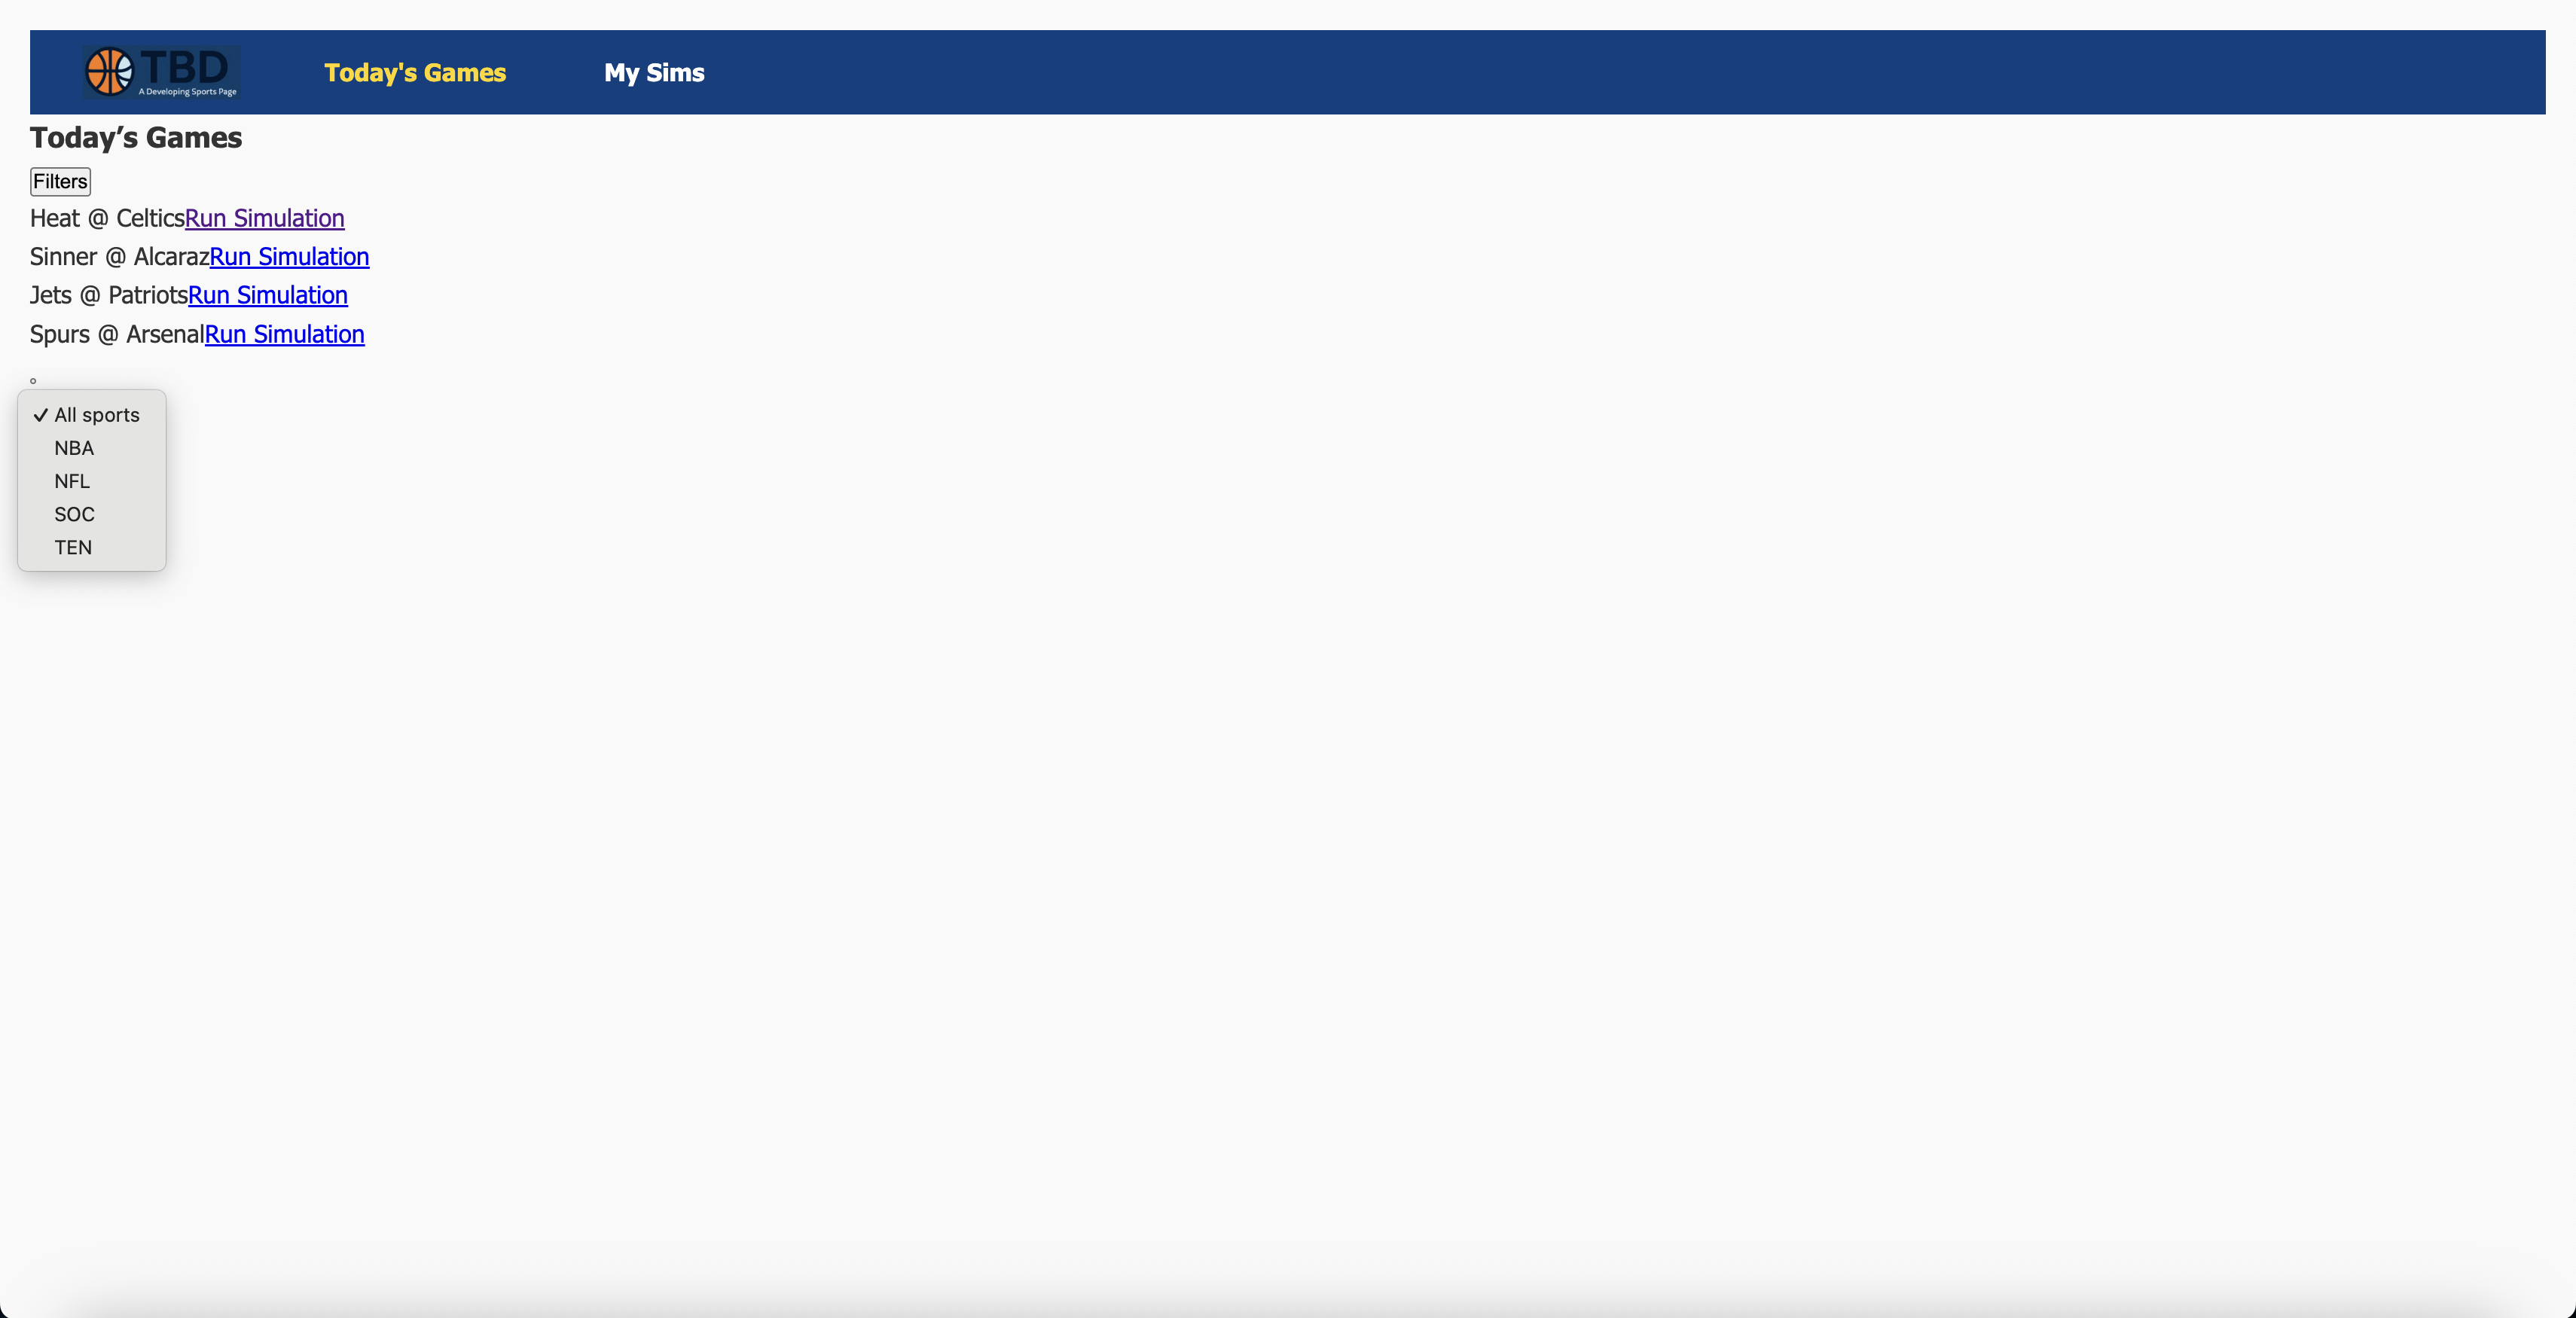 TBD
A Developing Sports Page
Today's Games
My Sims
Today’s Games
Filters
Heat @ CelticsRun Simulation
Sinner @ AlcarazRun Simulation
Jets @ PatriotsRun Simulation
Spurs @ ArsenalRun Simulation
All sports
NBA
NFL
SOC
TEN